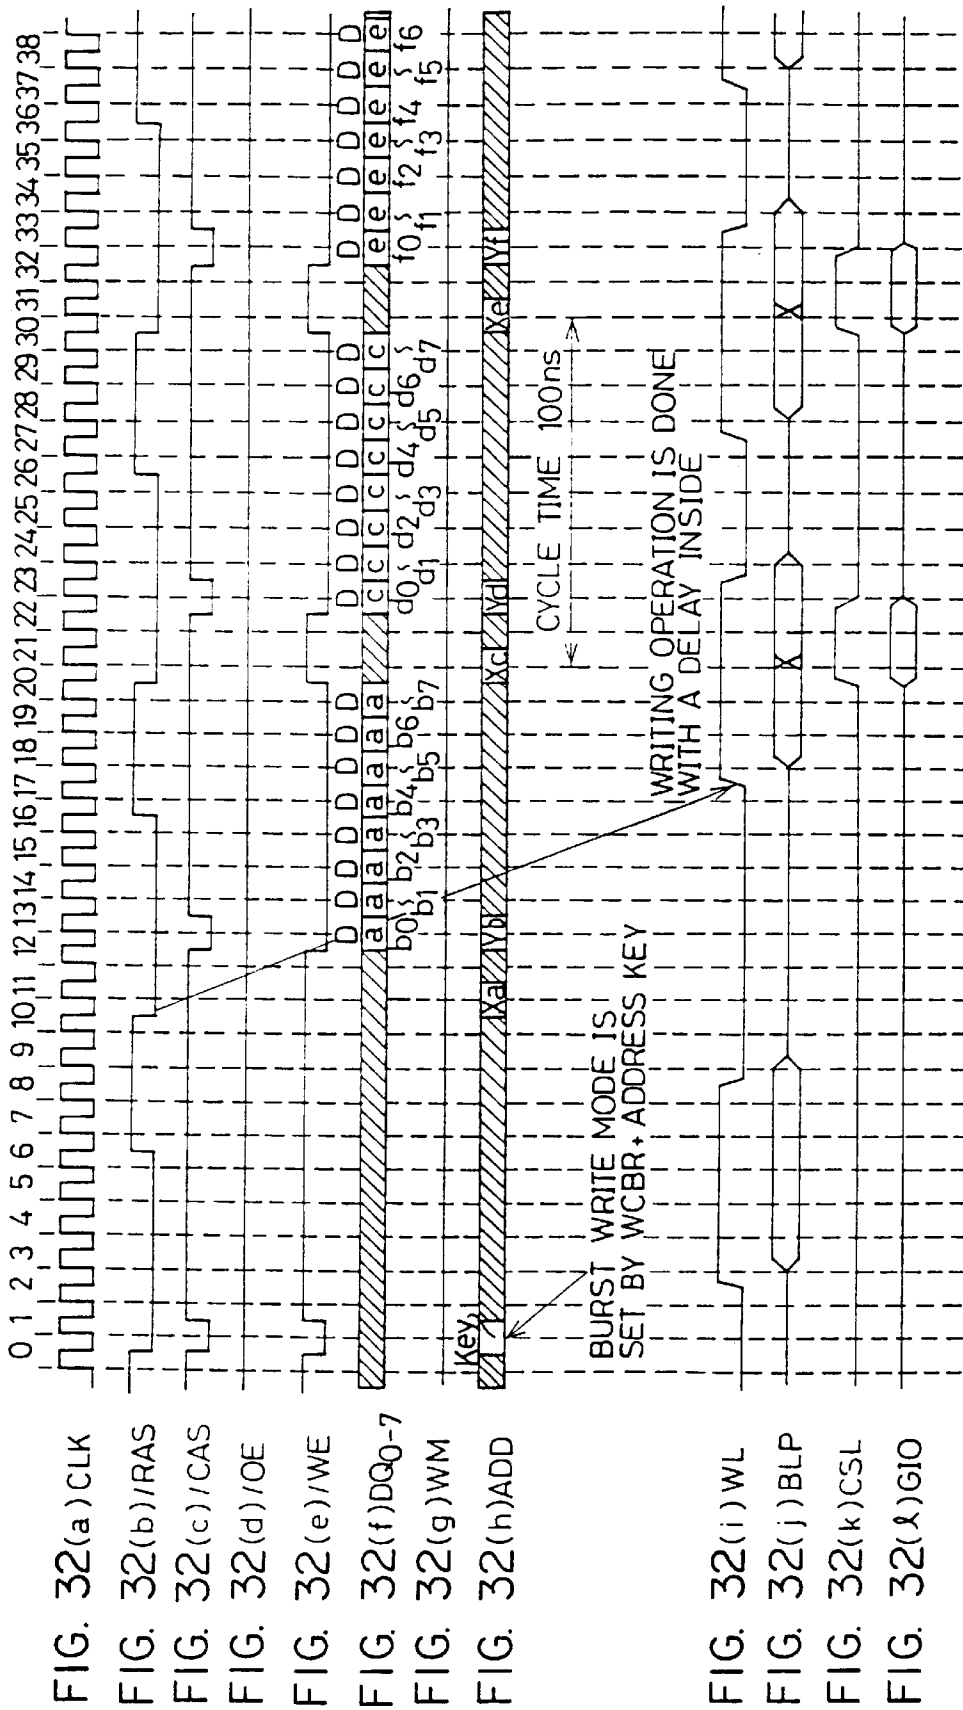 0 1 2 3 4 5 6 7 8 9 10 11 12 13 14 15 16 17 18 19 20 21 22 23 24 25 26 27 28 29 30 31 32 33 34 35 36 37 38
FIG. 32(a) CLK
FIG. 32(b) /RAS
FIG. 32(c) /CAS
FIG. 32(d) /OE
FIG. 32(e) /WE
D D D D D D D D D D D D D D D D D D D D D D D
FIG. 32(f) DQ0-7
a a a a a a a a c c c c c c c c e e e e e e e
b0 b1 b2 b3 b4 b5 b6 b7 d0 d1 d2 d3 d4 d5 d6 d7 f0 f1 f2 f3 f4 f5 f6
FIG. 32(g) WM
Key
FIG. 32(h) ADD
Xa Yb Xc Yd Xe Yf
CYCLE TIME 100ns
BURST WRITE MODE IS
SET BY WCBR + ADDRESS KEY
WRITING OPERATION IS DONE
WITH A DELAY INSIDE
FIG. 32(i) WL
FIG. 32(j) BLP
FIG. 32(k) CSL
FIG. 32(ℓ) GIO